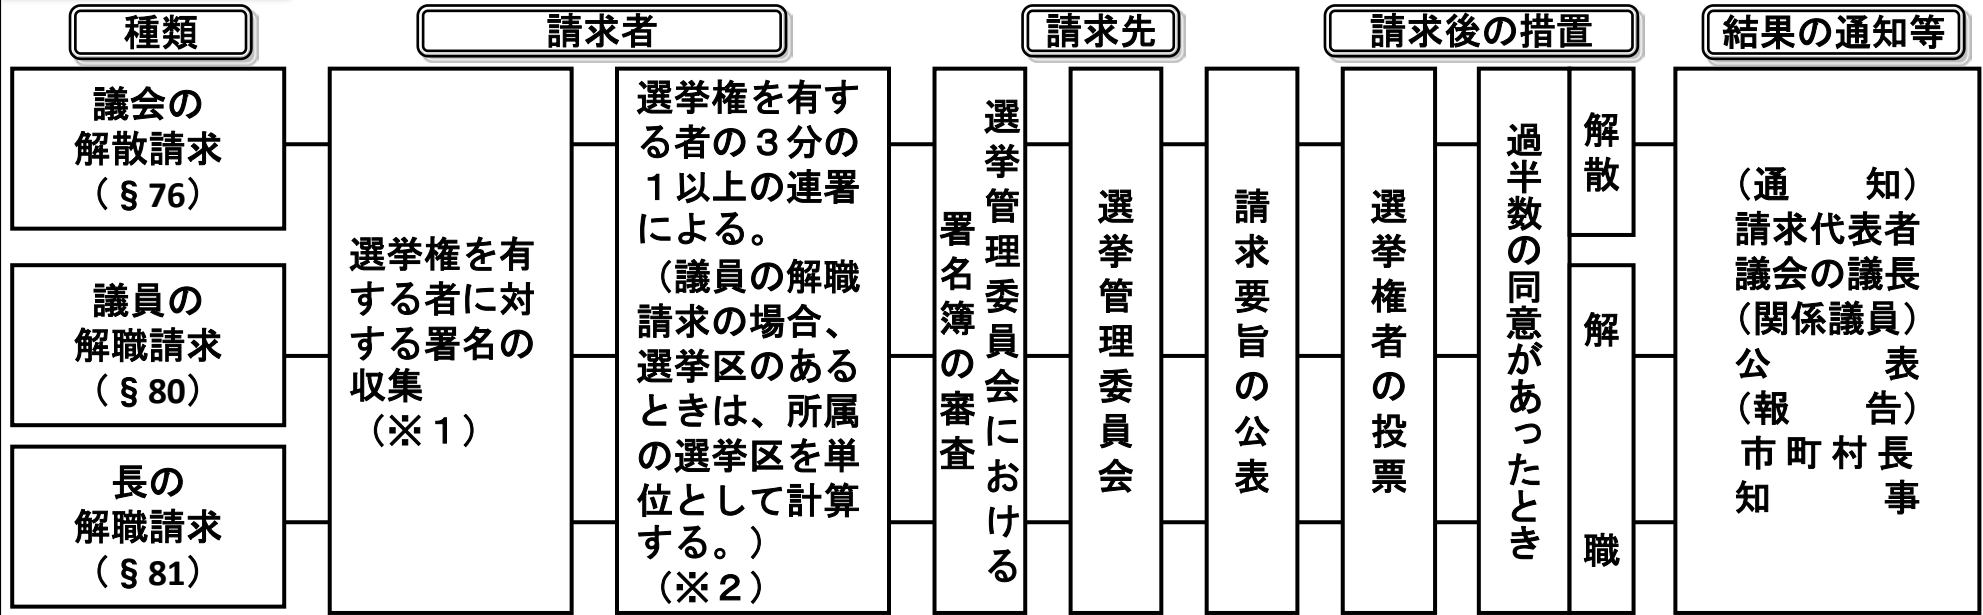 種類
請求者
請求先
請求後の措置
結果の通知等
議会の
解散請求
（§76）
議員の
解職請求
（§80）
長の
解職請求
（§81）
選挙権を有
する者に対
する署名の
収集
（※１）
選挙権を有す
る者の３分の
１以上の連署
による。
（議員の解職
請求の場合、
選挙区のある
ときは、所属
の選挙区を単
位として計算
する。）
（※２）
選挙管理委員会における
署名簿の審査
選挙管理委員会
請求要旨の公表
選挙権者の投票
過半数の同意があったとき
解散
解職
（通知）
請求代表者
議会の議長
（関係議員）
公表
（報告）
市町村長
知事